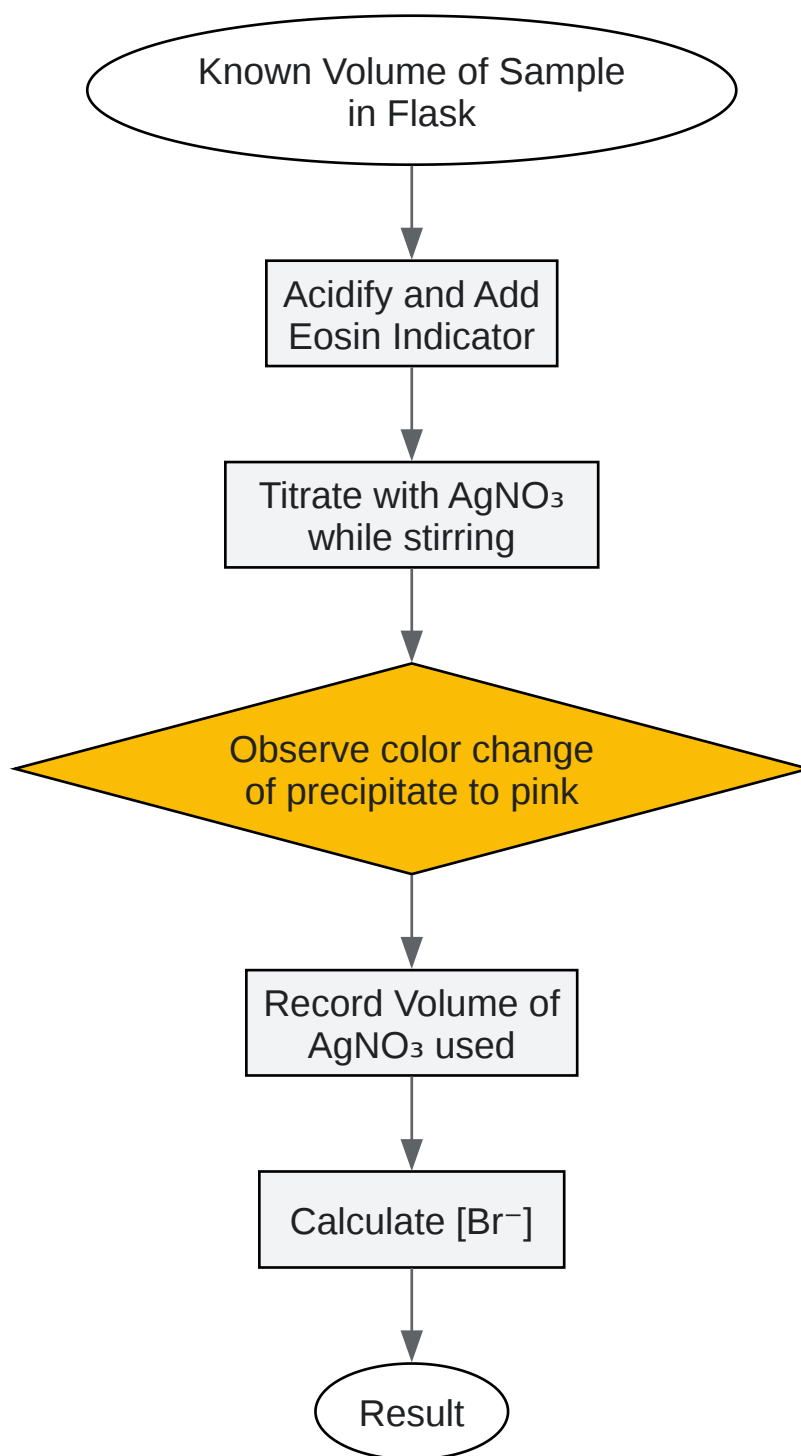 Known Volume of Sample
in Flask
Acidify and Add
Eosin Indicator
Titrate with AgNO₃
while stirring
Observe color change
of precipitate to pink
Record Volume of
AgNO₃ used
Calculate [Br⁻]
Result